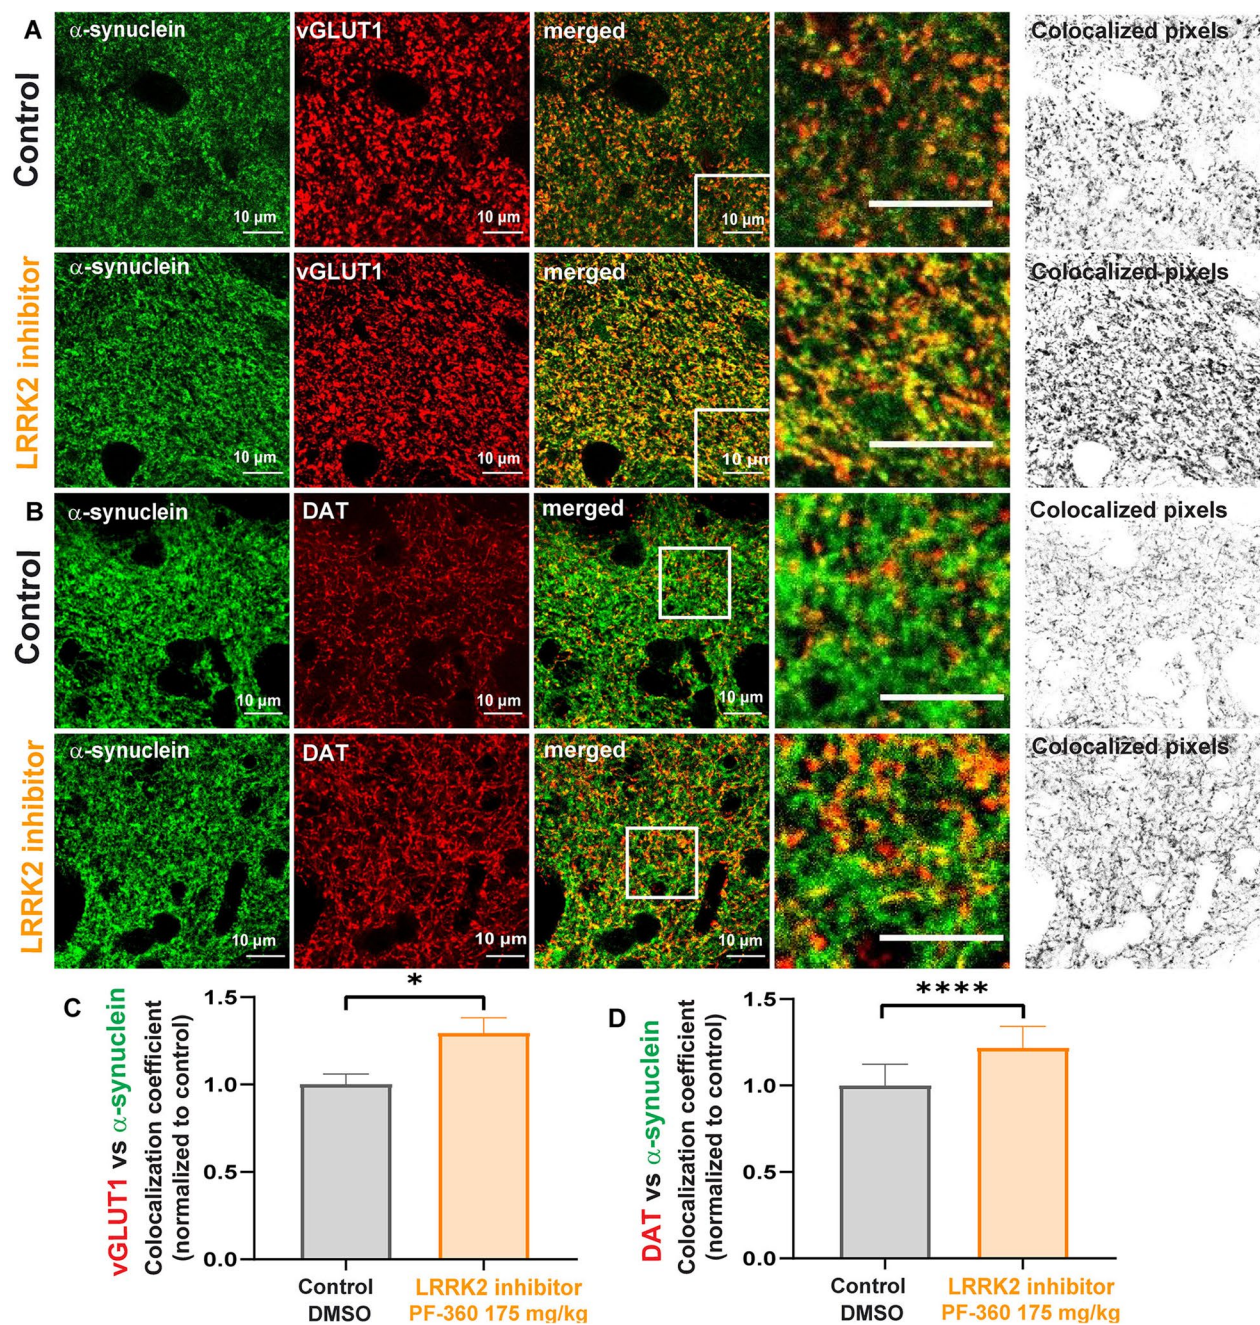 A
Control
α-synuclein
vGLUT1
merged
Colocalized pixels
10 µm
10 µm
10 µm
LRRK2 inhibitor
α-synuclein
vGLUT1
merged
Colocalized pixels
10 µm
10 µm
10 µm
B
Control
α-synuclein
DAT
merged
Colocalized pixels
10 µm
10 µm
10 µm
LRRK2 inhibitor
α-synuclein
DAT
merged
Colocalized pixels
10 µm
10 µm
10 µm
C
vGLUT1 vs α-synuclein
Colocalization coefficient
(normalized to control)
1.5
1.0
0.5
0.0
*
Control
DMSO
LRRK2 inhibitor
PF-360 175 mg/kg
D
DAT vs α-synuclein
Colocalization coefficient
(normalized to control)
1.5
1.0
0.5
0.0
****
Control
DMSO
LRRK2 inhibitor
PF-360 175 mg/kg